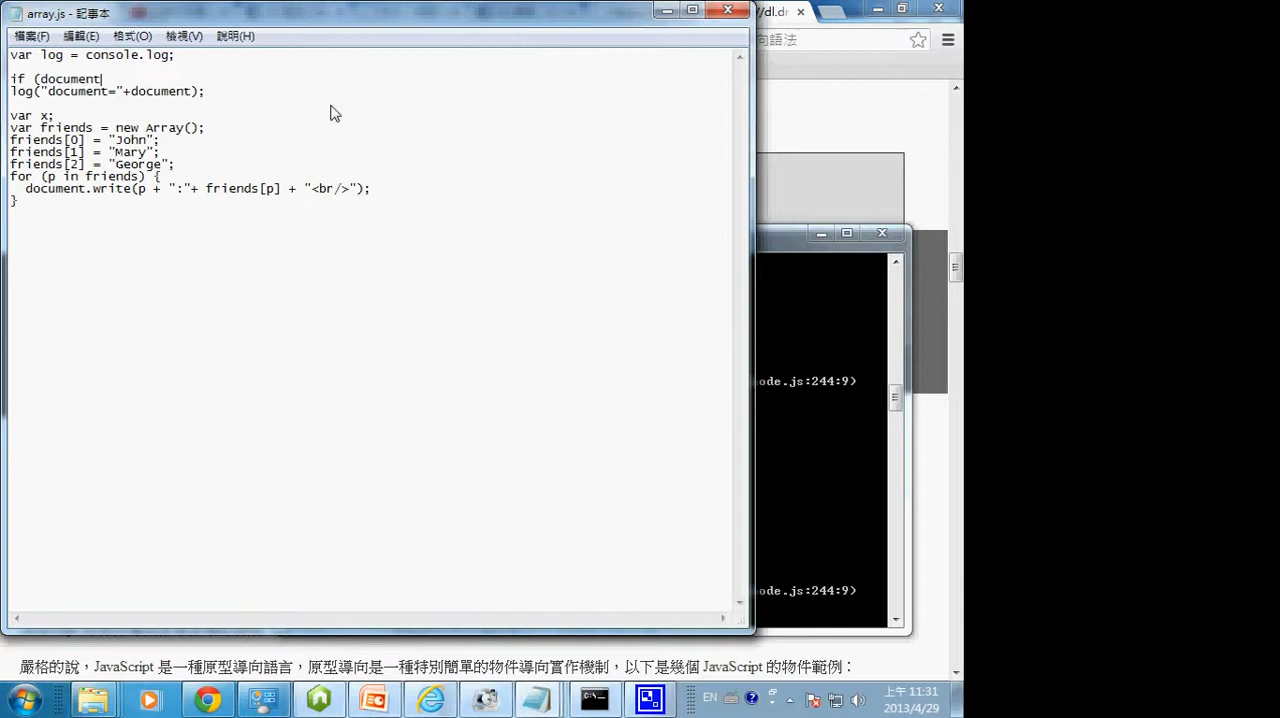 array.js - 記事本
//dl.dr
檔案(F) 編輯(E) 格式(O) 檢視(V) 說明(H)
向語法
var log = console.log;
if (document
log("document="+document);
var x;
var friends = new Array();
friends[0] = "John";
friends[1] = "Mary";
friends[2] = "George";
for (p in friends) {
document.write(p + ":"+ friends[p] + "<br/>");
}
ode.js:244:9)
ode.js:244:9)
嚴格的說，JavaScript 是一種原型導向語言，原型導向是一種特別簡單的物件導向實作機制，以下是幾個 JavaScript 的物件範例：
EN
上午 11:31
2013/4/29